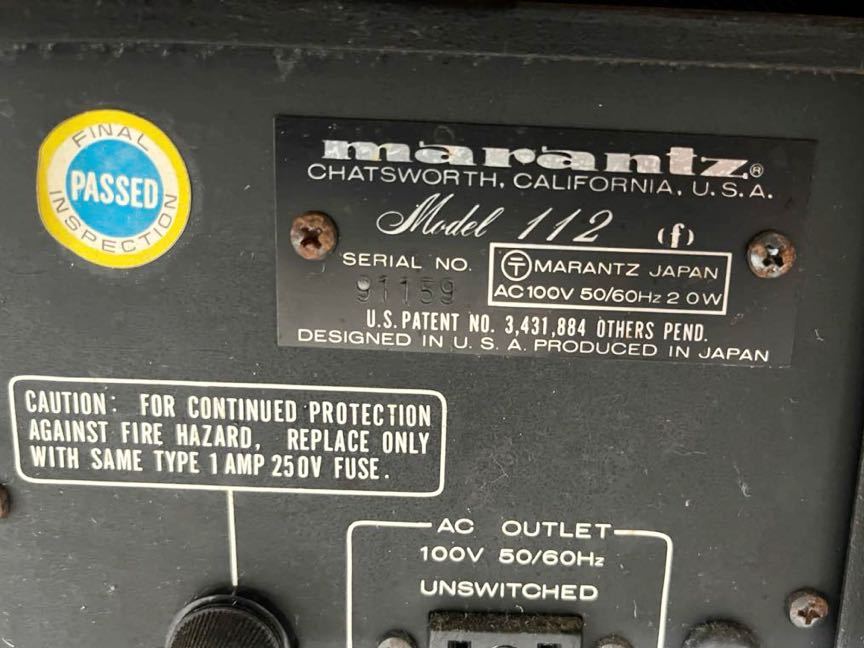 FINAL
PASSED
INSPECTION
marantz®
CHATSWORTH, CALIFORNIA, U.S.A.
Model 112 (f)
SERIAL NO.
91159
T MARANTZ JAPAN
AC100V 50/60Hz 20W
U.S. PATENT NO. 3,431,884 OTHERS PEND.
DESIGNED IN U.S.A. PRODUCED IN JAPAN
CAUTION: FOR CONTINUED PROTECTION
AGAINST FIRE HAZARD, REPLACE ONLY
WITH SAME TYPE 1 AMP 250V FUSE.
AC OUTLET
100V 50/60Hz
UNSWITCHED